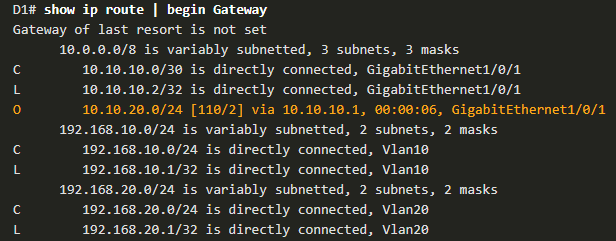 D1# show ip route | begin Gateway
Gateway of last resort is not set
      10.0.0.0/8 is variably subnetted, 3 subnets, 3 masks
C        10.10.10.0/30 is directly connected, GigabitEthernet1/0/1
L        10.10.10.2/32 is directly connected, GigabitEthernet1/0/1
O        10.10.20.0/24 [110/2] via 10.10.10.1, 00:00:06, GigabitEthernet1/0/1
      192.168.10.0/24 is variably subnetted, 2 subnets, 2 masks
C        192.168.10.0/24 is directly connected, Vlan10
L        192.168.10.1/32 is directly connected, Vlan10
      192.168.20.0/24 is variably subnetted, 2 subnets, 2 masks
C        192.168.20.0/24 is directly connected, Vlan20
L        192.168.20.1/32 is directly connected, Vlan20